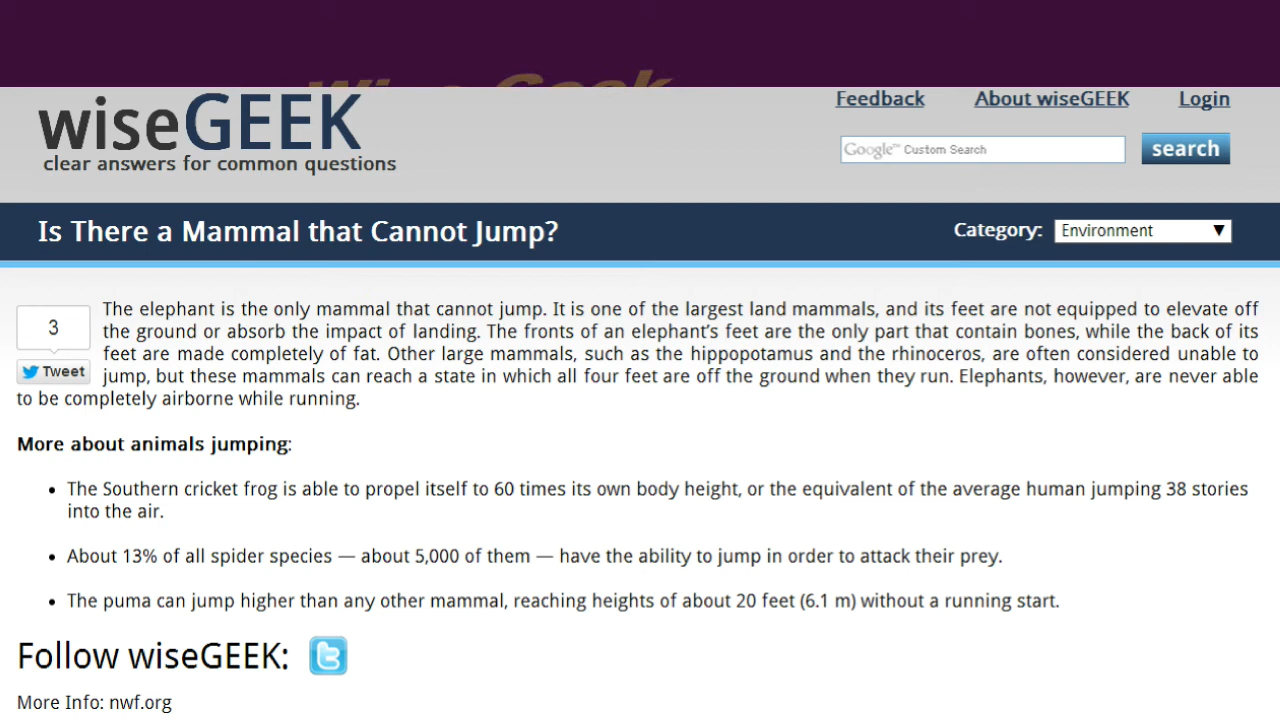 Wise Geek
wiseGEEK
clear answers for common questions
Feedback About wiseGEEK Login
Google™ Custom Search search
Is There a Mammal that Cannot Jump?
Category: Environment ▼
3
Tweet
The elephant is the only mammal that cannot jump. It is one of the largest land mammals, and its feet are not equipped to elevate off
the ground or absorb the impact of landing. The fronts of an elephant’s feet are the only part that contain bones, while the back of its
feet are made completely of fat. Other large mammals, such as the hippopotamus and the rhinoceros, are often considered unable to
jump, but these mammals can reach a state in which all four feet are off the ground when they run. Elephants, however, are never able
to be completely airborne while running.
More about animals jumping:
• The Southern cricket frog is able to propel itself to 60 times its own body height, or the equivalent of the average human jumping 38 stories
into the air.
• About 13% of all spider species — about 5,000 of them — have the ability to jump in order to attack their prey.
• The puma can jump higher than any other mammal, reaching heights of about 20 feet (6.1 m) without a running start.
Follow wiseGEEK:
More Info: nwf.org